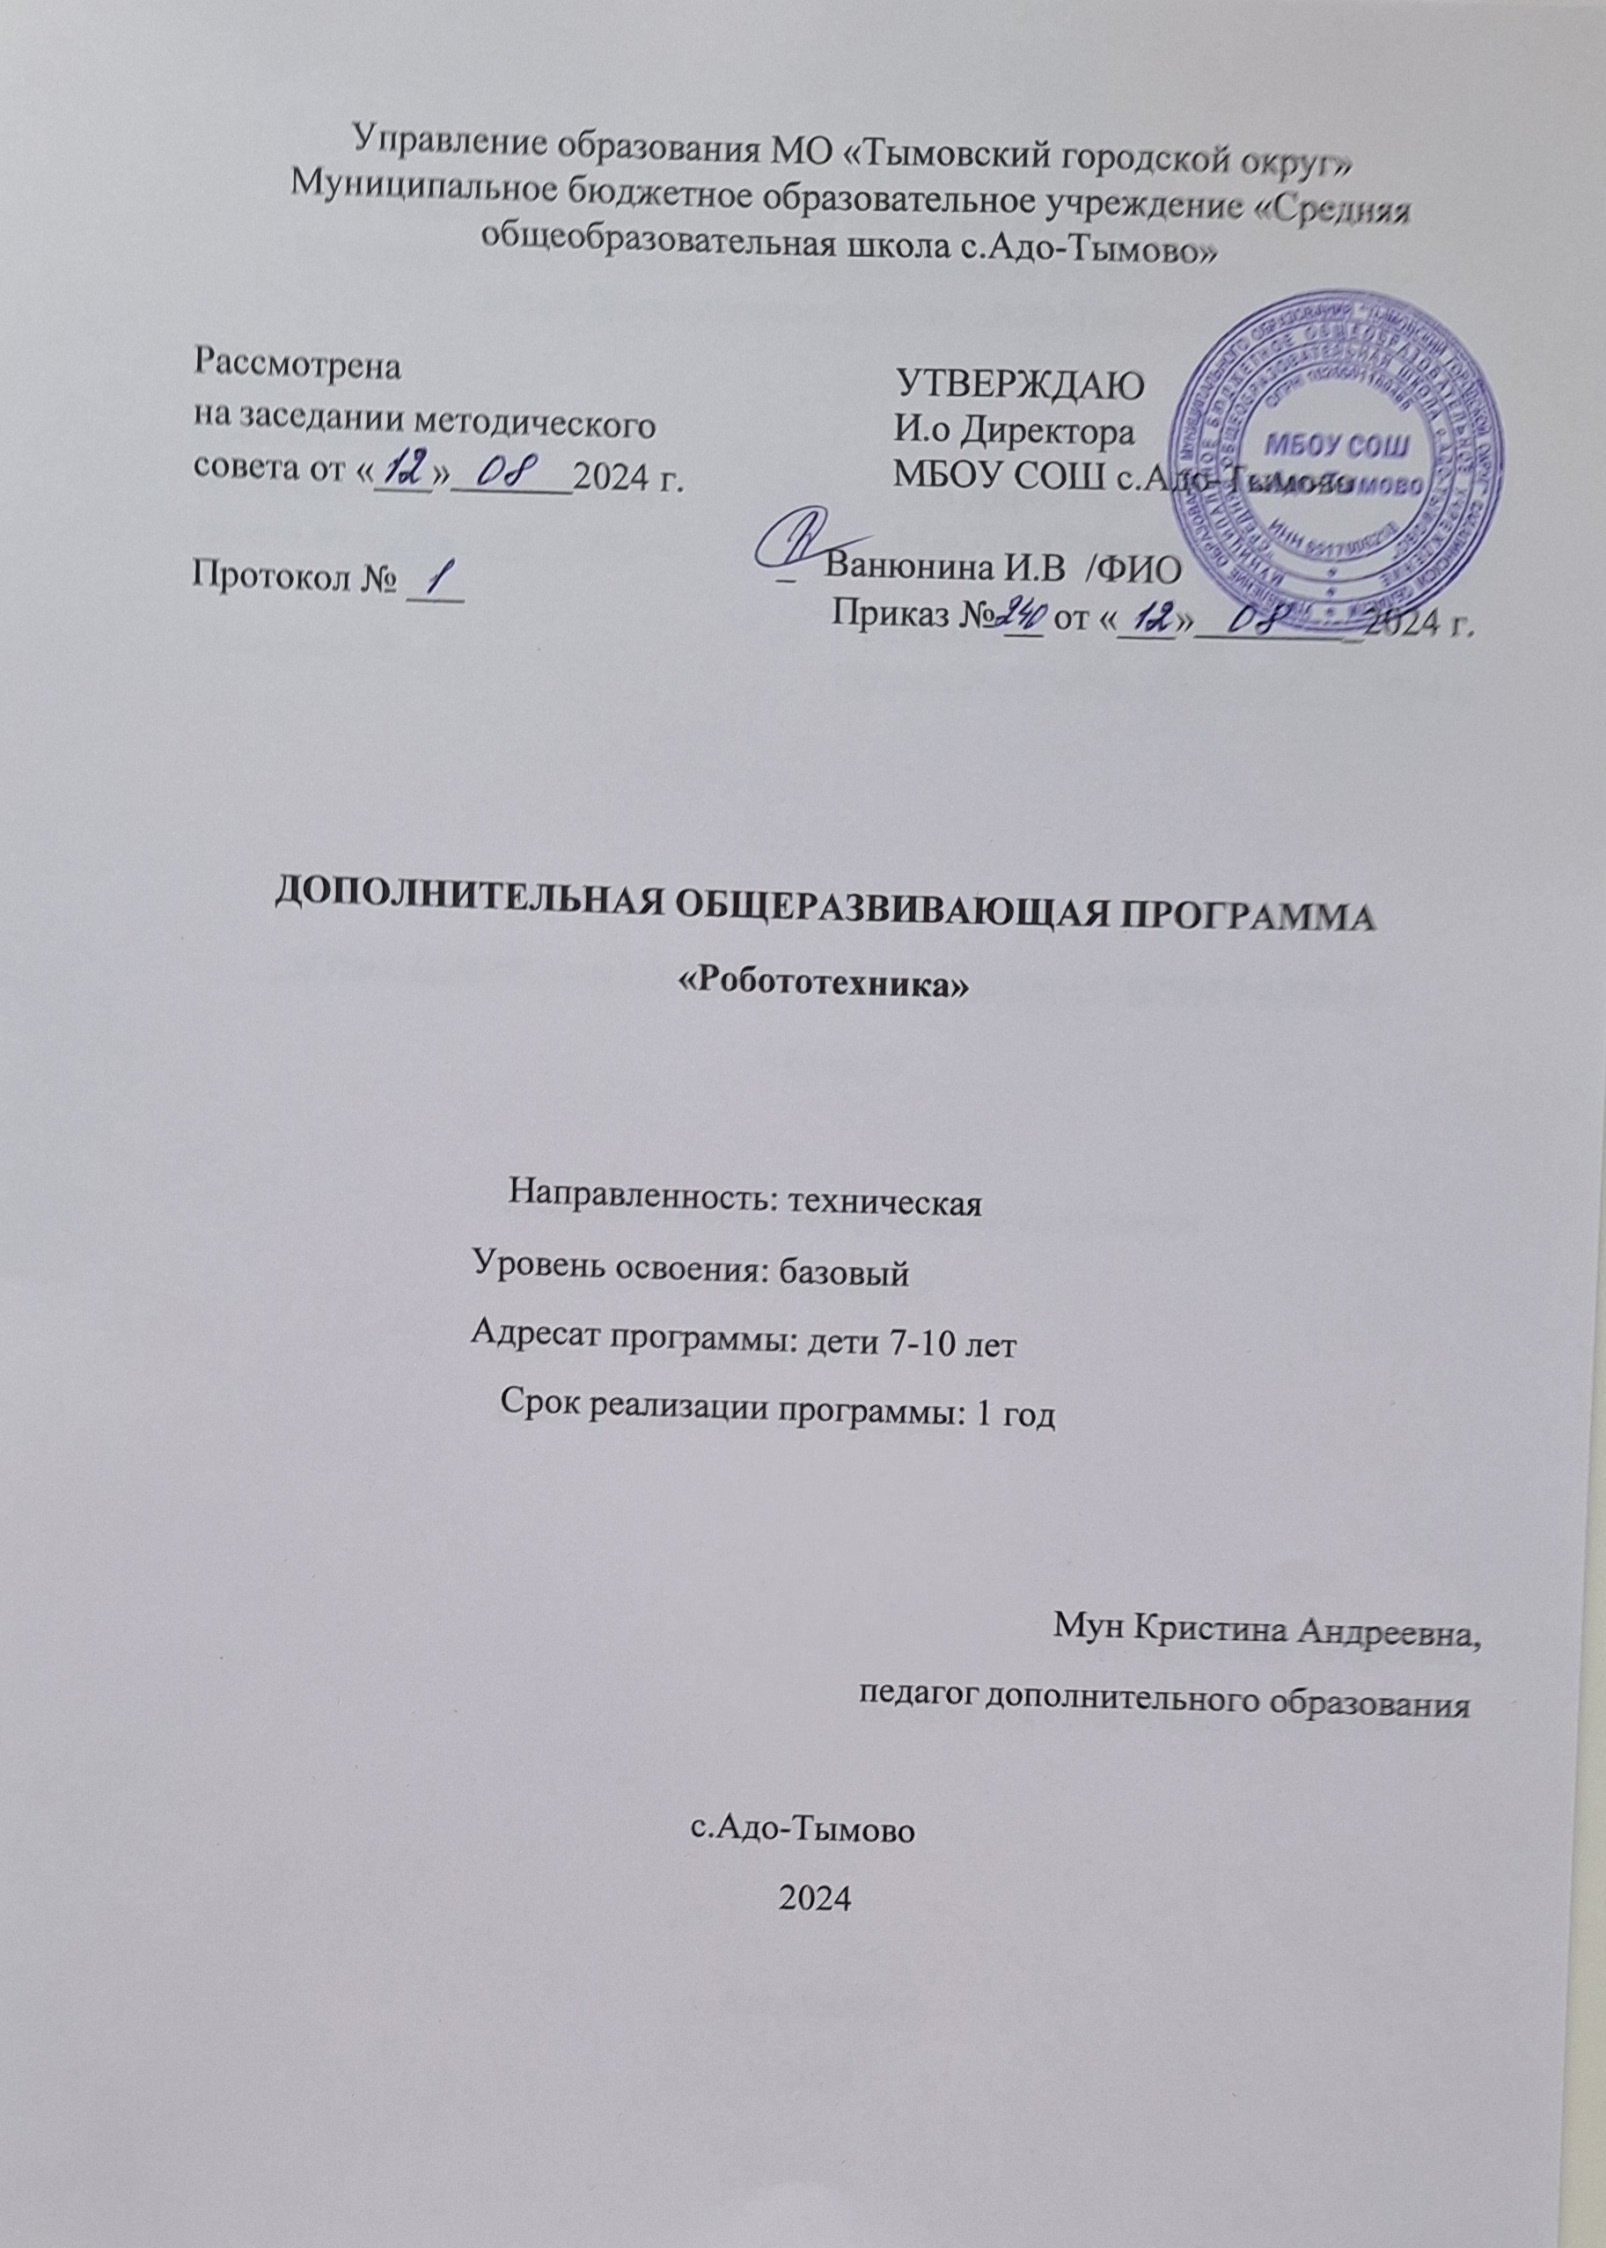 Управление образования МО «Тымовский городской округ»
Муниципальное бюджетное образовательное учреждение «Средняя
общеобразовательная школа с.Адо-Тымово»
Рассмотрена
на заседании методического
совета от «12» 08 2024 г.
Протокол № 1
УТВЕРЖДАЮ
И.о Директора
МБОУ СОШ с.Адо-Тымово
Ванюнина И.В /ФИО
Приказ №240 от «12» 08 2024 г.
МБОУ СОШ
ДОПОЛНИТЕЛЬНАЯ ОБЩЕРАЗВИВАЮЩАЯ ПРОГРАММА
«Робототехника»
Направленность: техническая
Уровень освоения: базовый
Адресат программы: дети 7-10 лет
Срок реализации программы: 1 год
Мун Кристина Андреевна,
педагог дополнительного образования
с.Адо-Тымово
2024